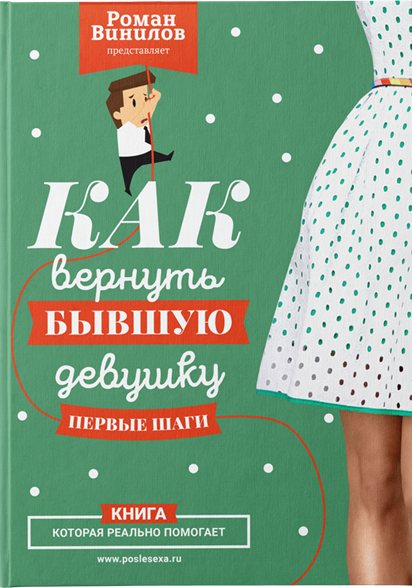 Роман
Винилов
представляет
КАК
вернуть
БЫВШУЮ
девушку
ПЕРВЫЕ ШАГИ
КНИГА
КОТОРАЯ РЕАЛЬНО ПОМОГАЕТ
www.poslesexa.ru